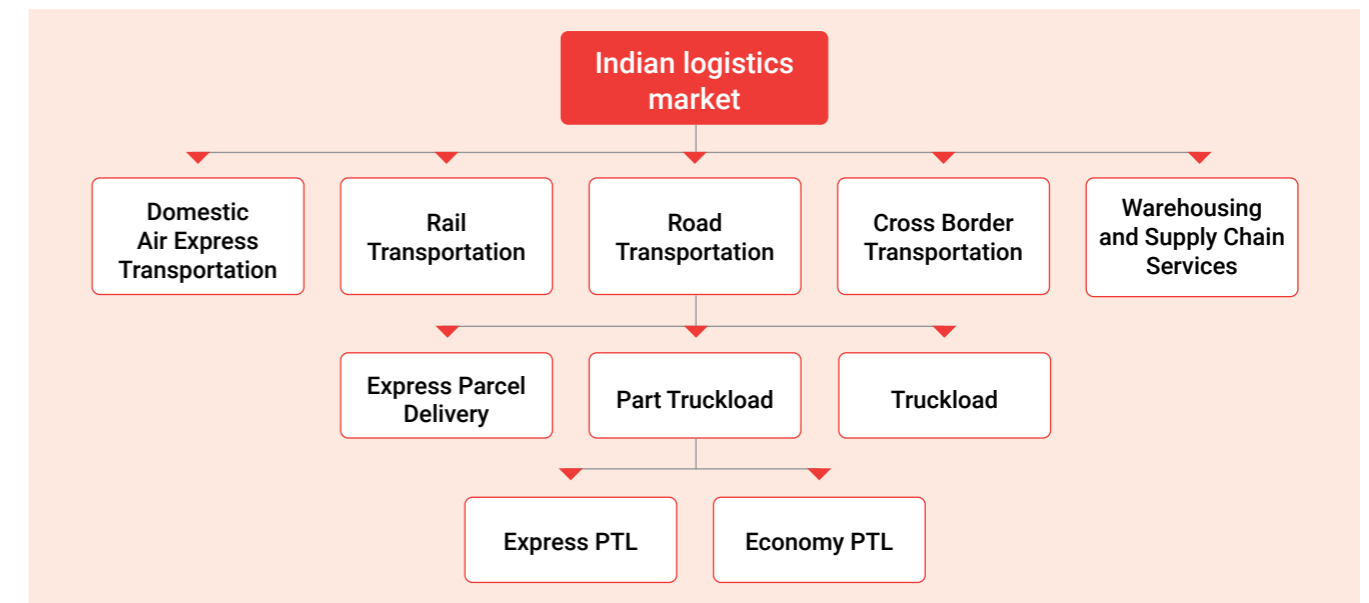 Indian logistics
market
Domestic
Air Express
Transportation
Rail
Transportation
Road
Transportation
Cross Border
Transportation
Warehousing
and Supply Chain
Services
Express Parcel
Delivery
Part Truckload
Truckload
Express PTL
Economy PTL